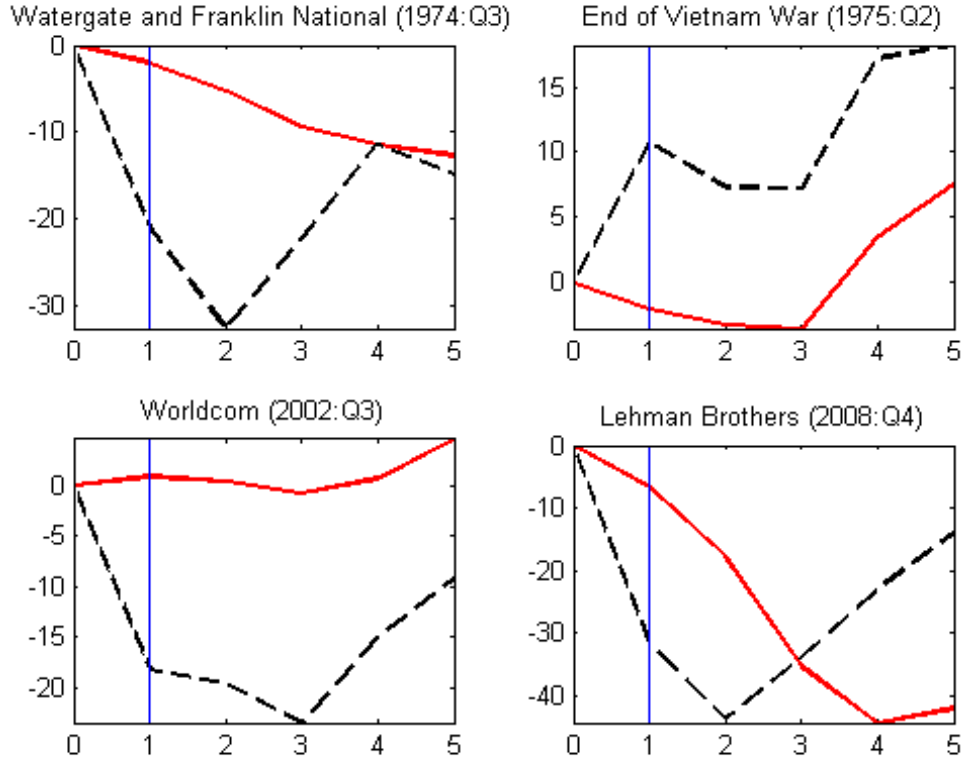 Watergate and Franklin National (1974:Q3)
0
-10
-20
-30
0 1 2 3 4 5
End of Vietnam War (1975:Q2)
15
10
5
0
0 1 2 3 4 5
Worldcom (2002:Q3)
0
-5
-10
-15
-20
0 1 2 3 4 5
Lehman Brothers (2008:Q4)
0
-10
-20
-30
-40
0 1 2 3 4 5